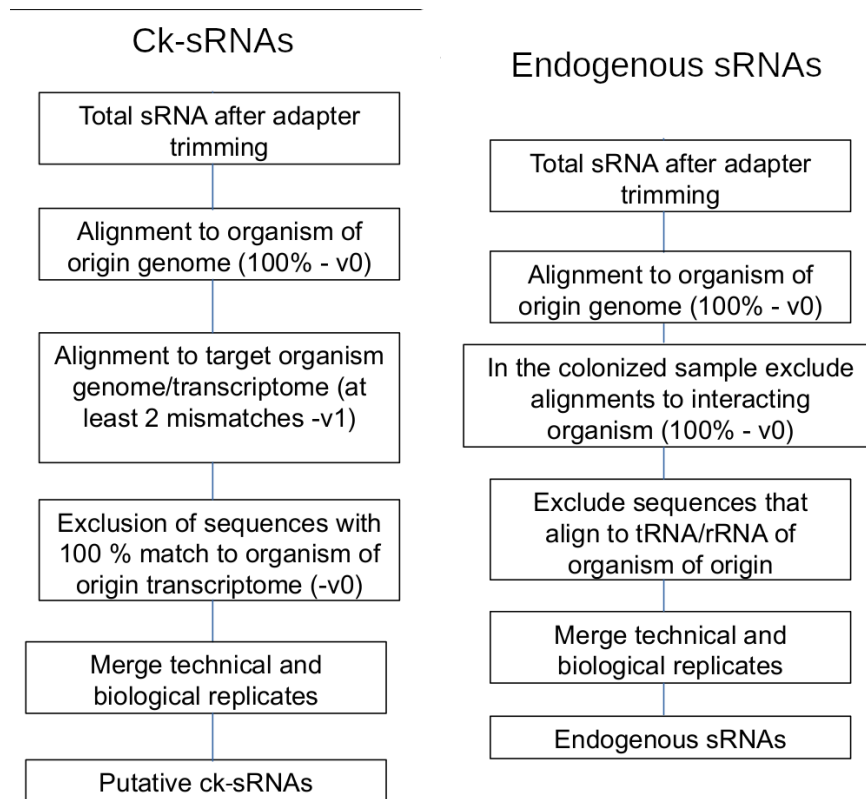 Ck-sRNAs
Total sRNA after adapter
trimming
Alignment to organism of
origin genome (100% - v0)
Alignment to target organism
genome/transcriptome (at
least 2 mismatches -v1)
Exclusion of sequences with
100 % match to organism of
origin transcriptome (-v0)
Merge technical and
biological replicates
Putative ck-sRNAs
Endogenous sRNAs
Total sRNA after adapter
trimming
Alignment to organism of
origin genome (100% - v0)
In the colonized sample exclude
alignments to interacting
organism (100% - v0)
Exclude sequences that
align to tRNA/rRNA of
organism of origin
Merge technical and
biological replicates
Endogenous sRNAs